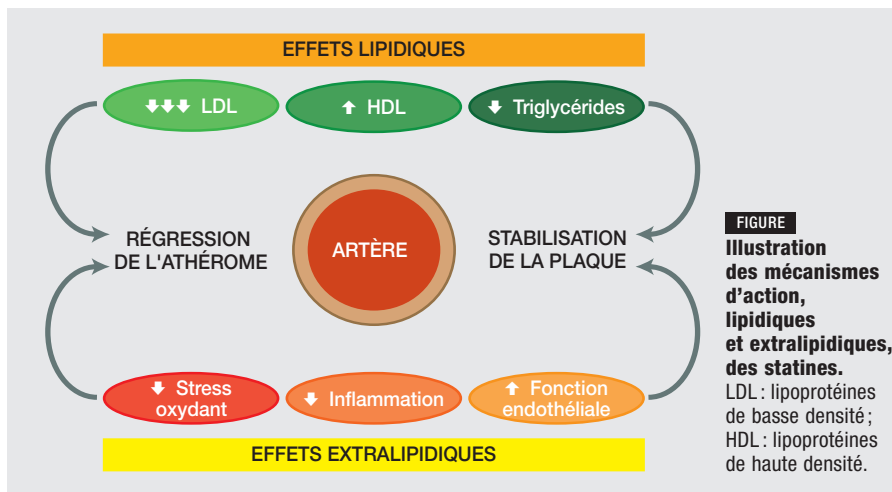 EFFETS LIPIDIQUES
⬇⬇⬇ LDL
⬆ HDL
⬇ Triglycérides
RÉGRESSION
DE L'ATHÉROME
ARTÈRE
STABILISATION
DE LA PLAQUE
⬇ Stress
oxydant
⬇ Inflammation
⬆ Fonction
endothéliale
EFFETS EXTRALIPIDIQUES
FIGURE
Illustration
des mécanismes
d'action,
lipidiques
et extralipidiques,
des statines.
LDL : lipoprotéines
de basse densité ;
HDL : lipoprotéines
de haute densité.